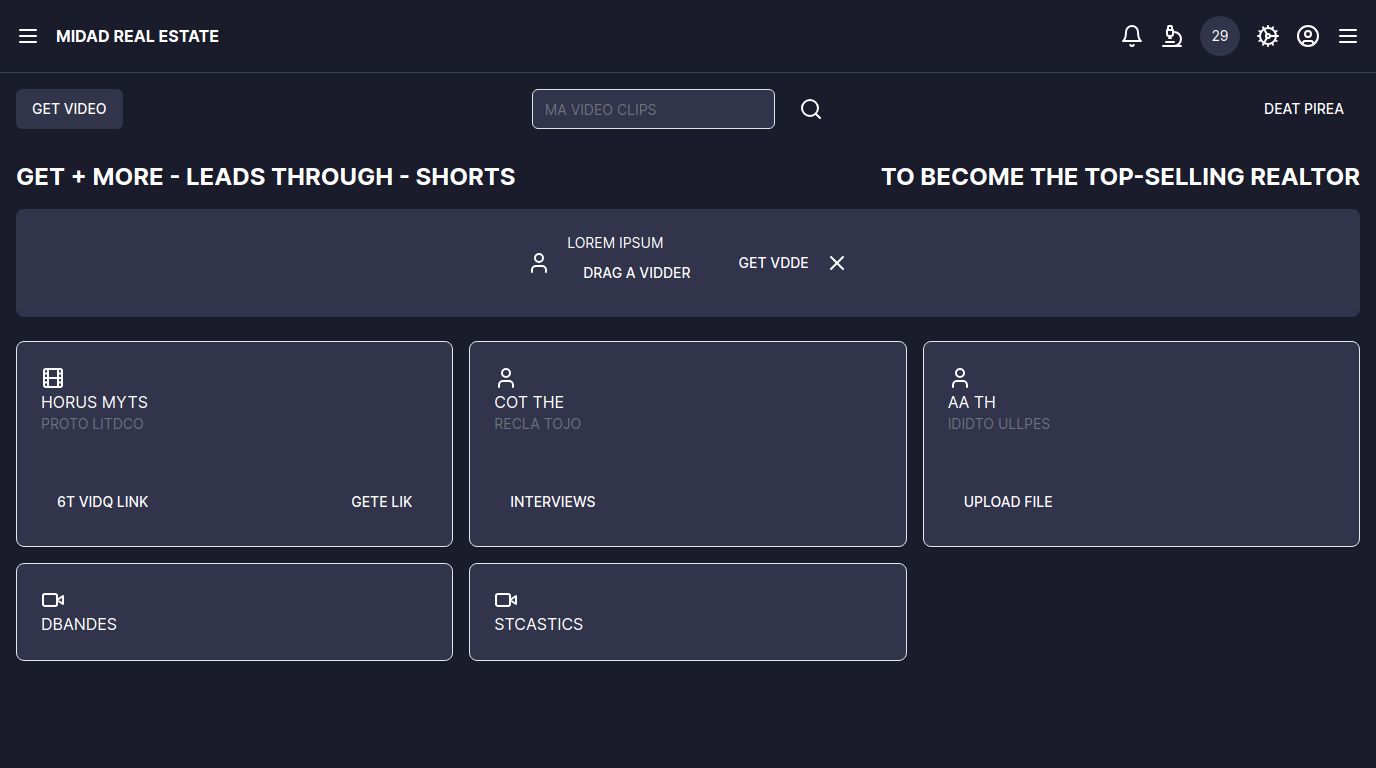 MIDAD REAL ESTATE
29
GET VIDEO
MA VIDEO CLIPS
DEAT PIREA
GET + MORE - LEADS THROUGH - SHORTS
TO BECOME THE TOP-SELLING REALTOR
LOREM IPSUM
DRAG A VIDDER
GET VDDE
HORUS MYTS
PROTO LITDCO
6T VIDQ LINK
GETE LIK
COT THE
RECLA TOJO
INTERVIEWS
AA TH
IDIDTO ULLPES
UPLOAD FILE
DBANDES
STCASTICS